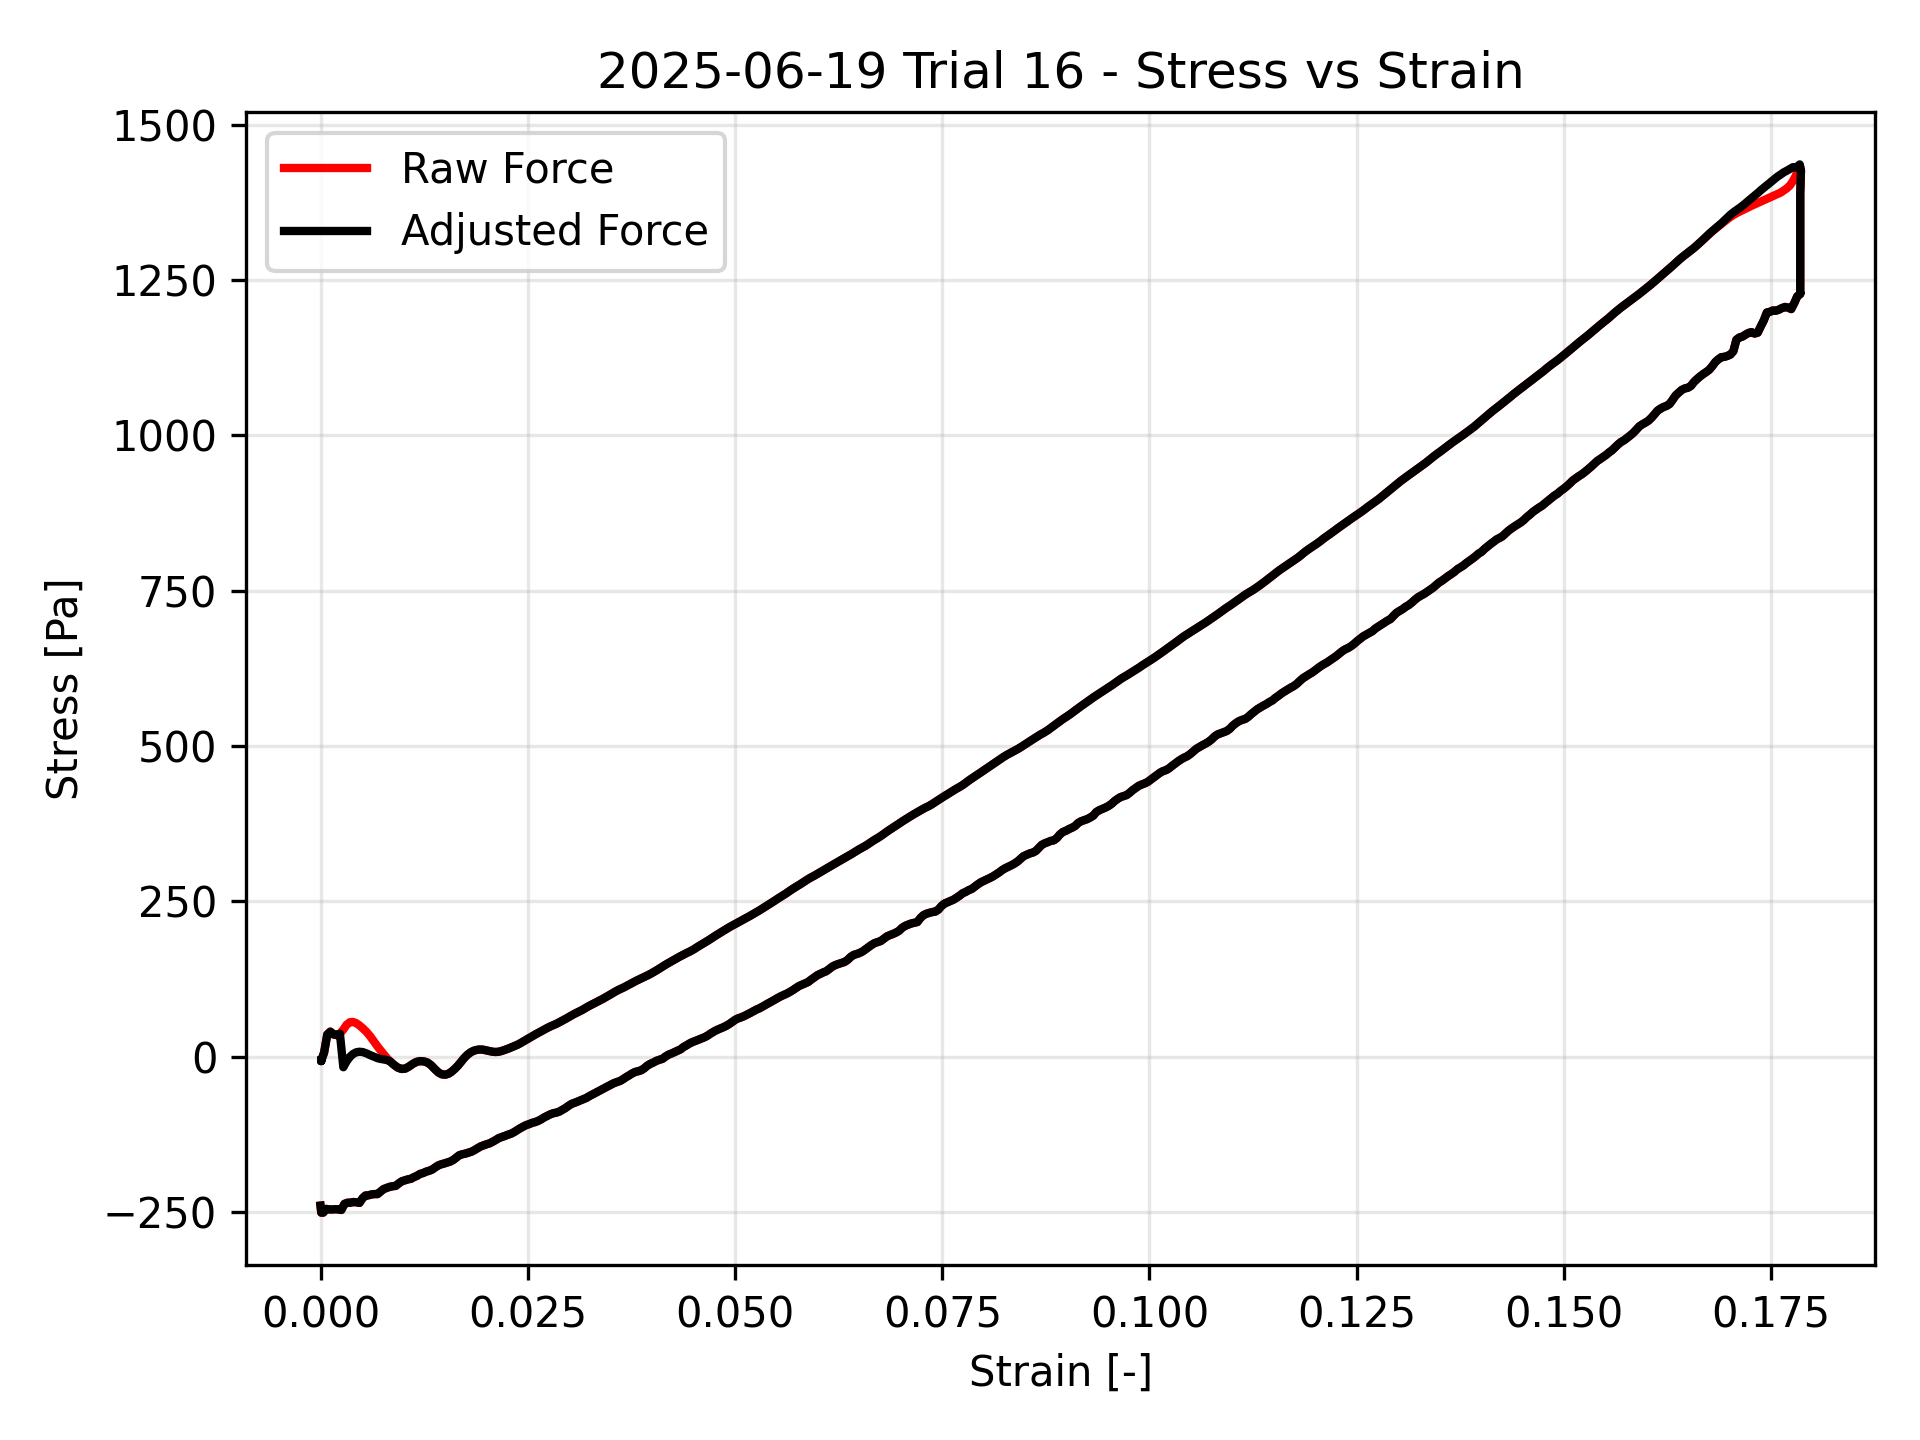 2025-06-19 Trial 16 - Stress vs Strain
Raw Force
Adjusted Force
1500
1250
1000
750
500
250
0
−250
Stress [Pa]
0.000 0.025 0.050 0.075 0.100 0.125 0.150 0.175
Strain [-]